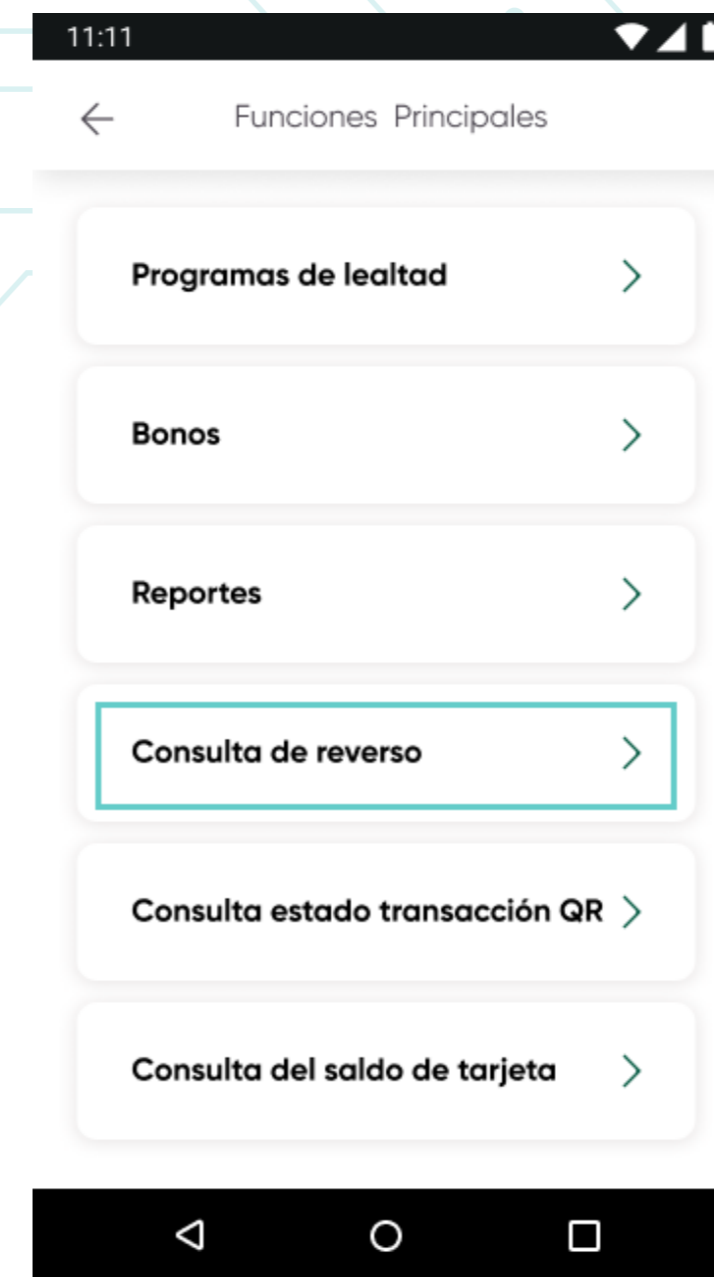 11:11
Funciones Principales
Programas de lealtad
Bonos
Reportes
Consulta de reverso
Consulta estado transacción QR
Consulta del saldo de tarjeta